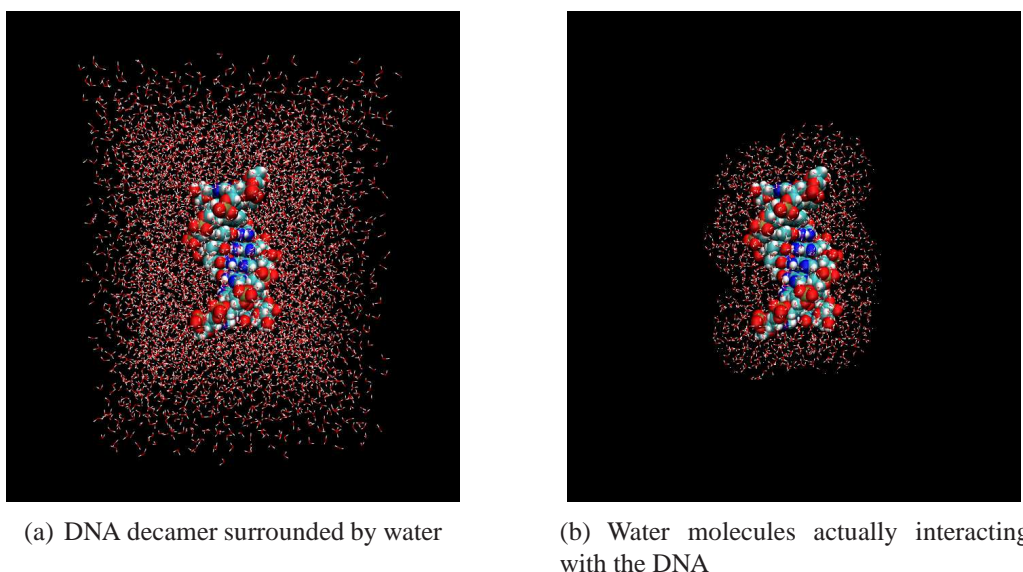 (a) DNA decamer surrounded by water
(b) Water molecules actually interacting
with the DNA